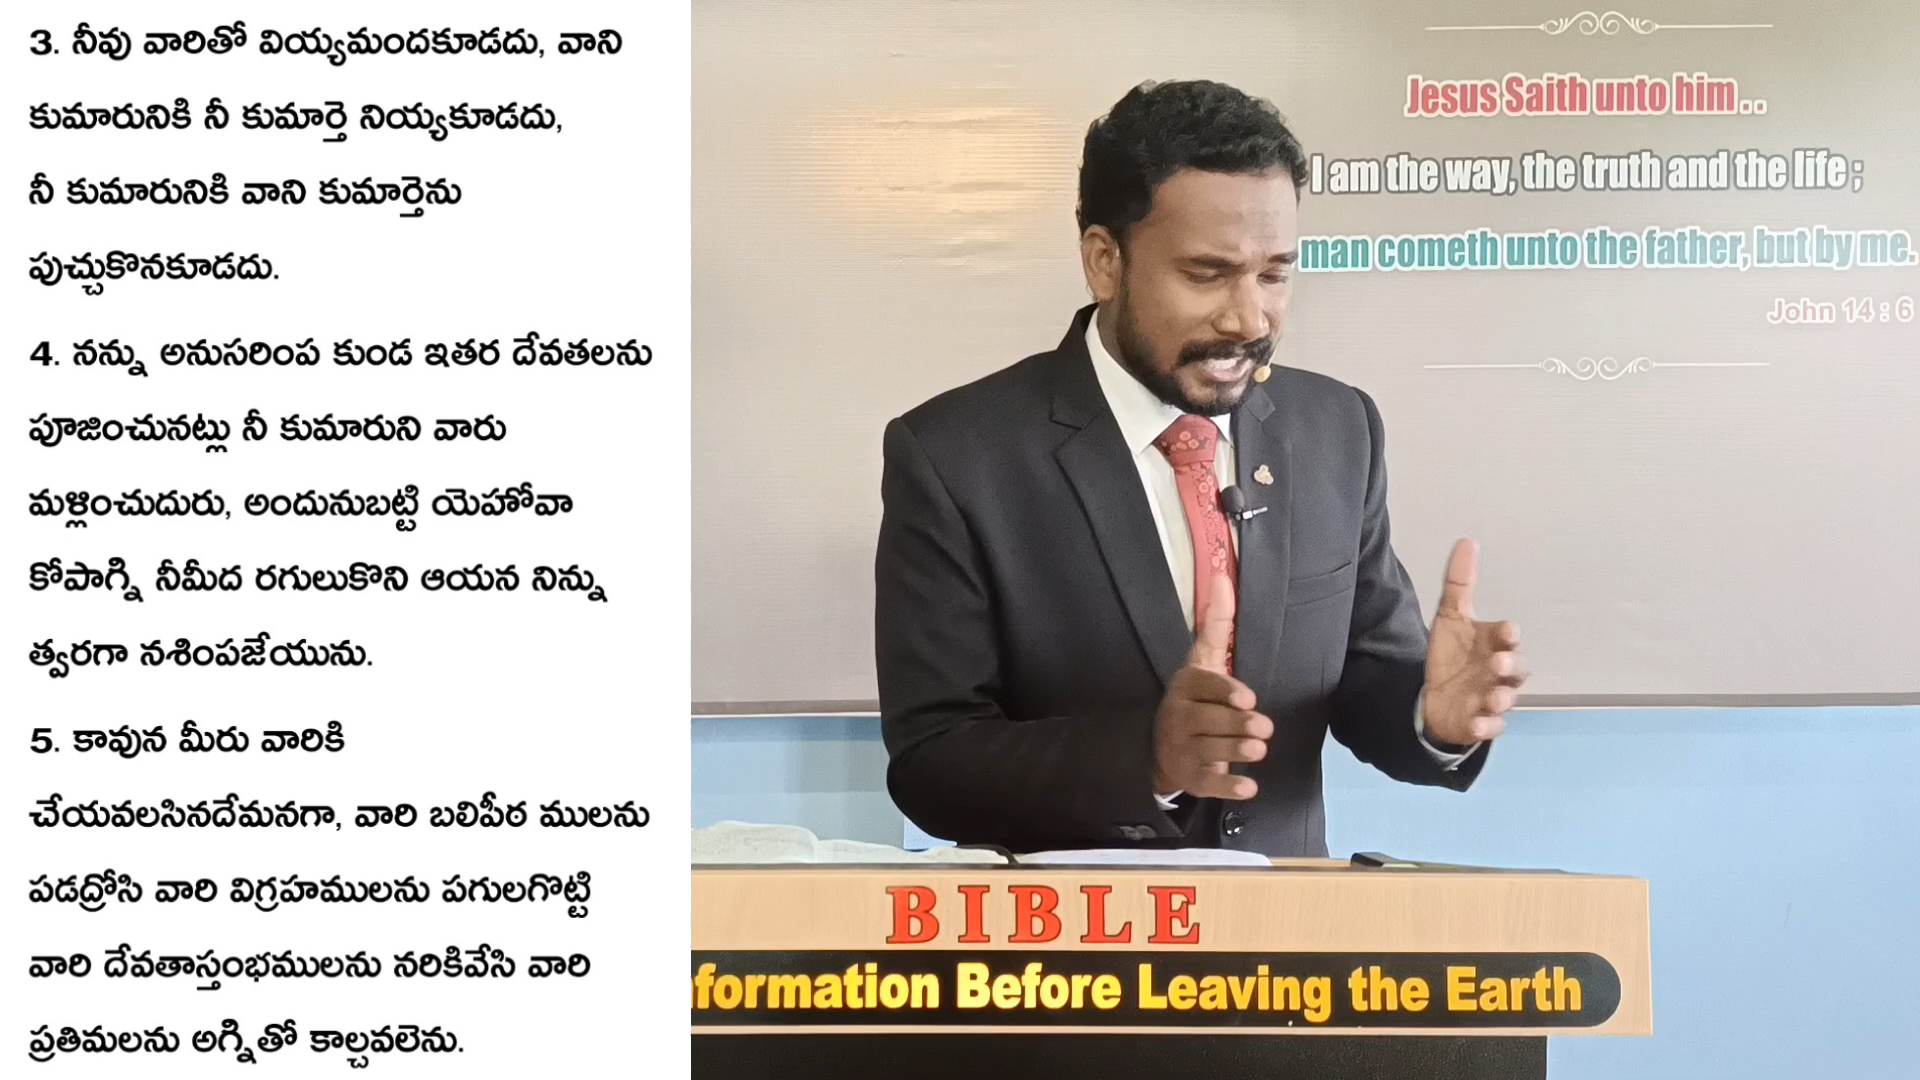 3. నీవు వారితో వియ్యమందకూడదు, వాని
కుమారునికి నీ కుమార్తె నియ్యకూడదు,
నీ కుమారునికి వాని కుమార్తెను
పుచ్చుకొనకూడదు.
4. నన్ను అనుసరింప కుండ ఇతర దేవతలను
పూజించునట్లు నీ కుమారుని వారు
మళ్లించుదురు, అందునుబట్టి యెహోవా
కోపాగ్ని నీమీద రగులుకొని ఆయన నిన్ను
త్వరగా నశింపజేయును.
5. కావున మీరు వారికి
చేయవలసినదేమనగా, వారి బలిపీఠ ములను
పడద్రోసి వారి విగ్రహములను పగులగొట్టి
వారి దేవతాస్తంభములను నరికివేసి వారి
ప్రతిమలను అగ్నితో కాల్చవలెను.
Jesus Saith unto him . .
I am the way, the truth and the life ;
man cometh unto the father, but by me.
John 14 : 6
BIBLE
nformation Before Leaving the Earth